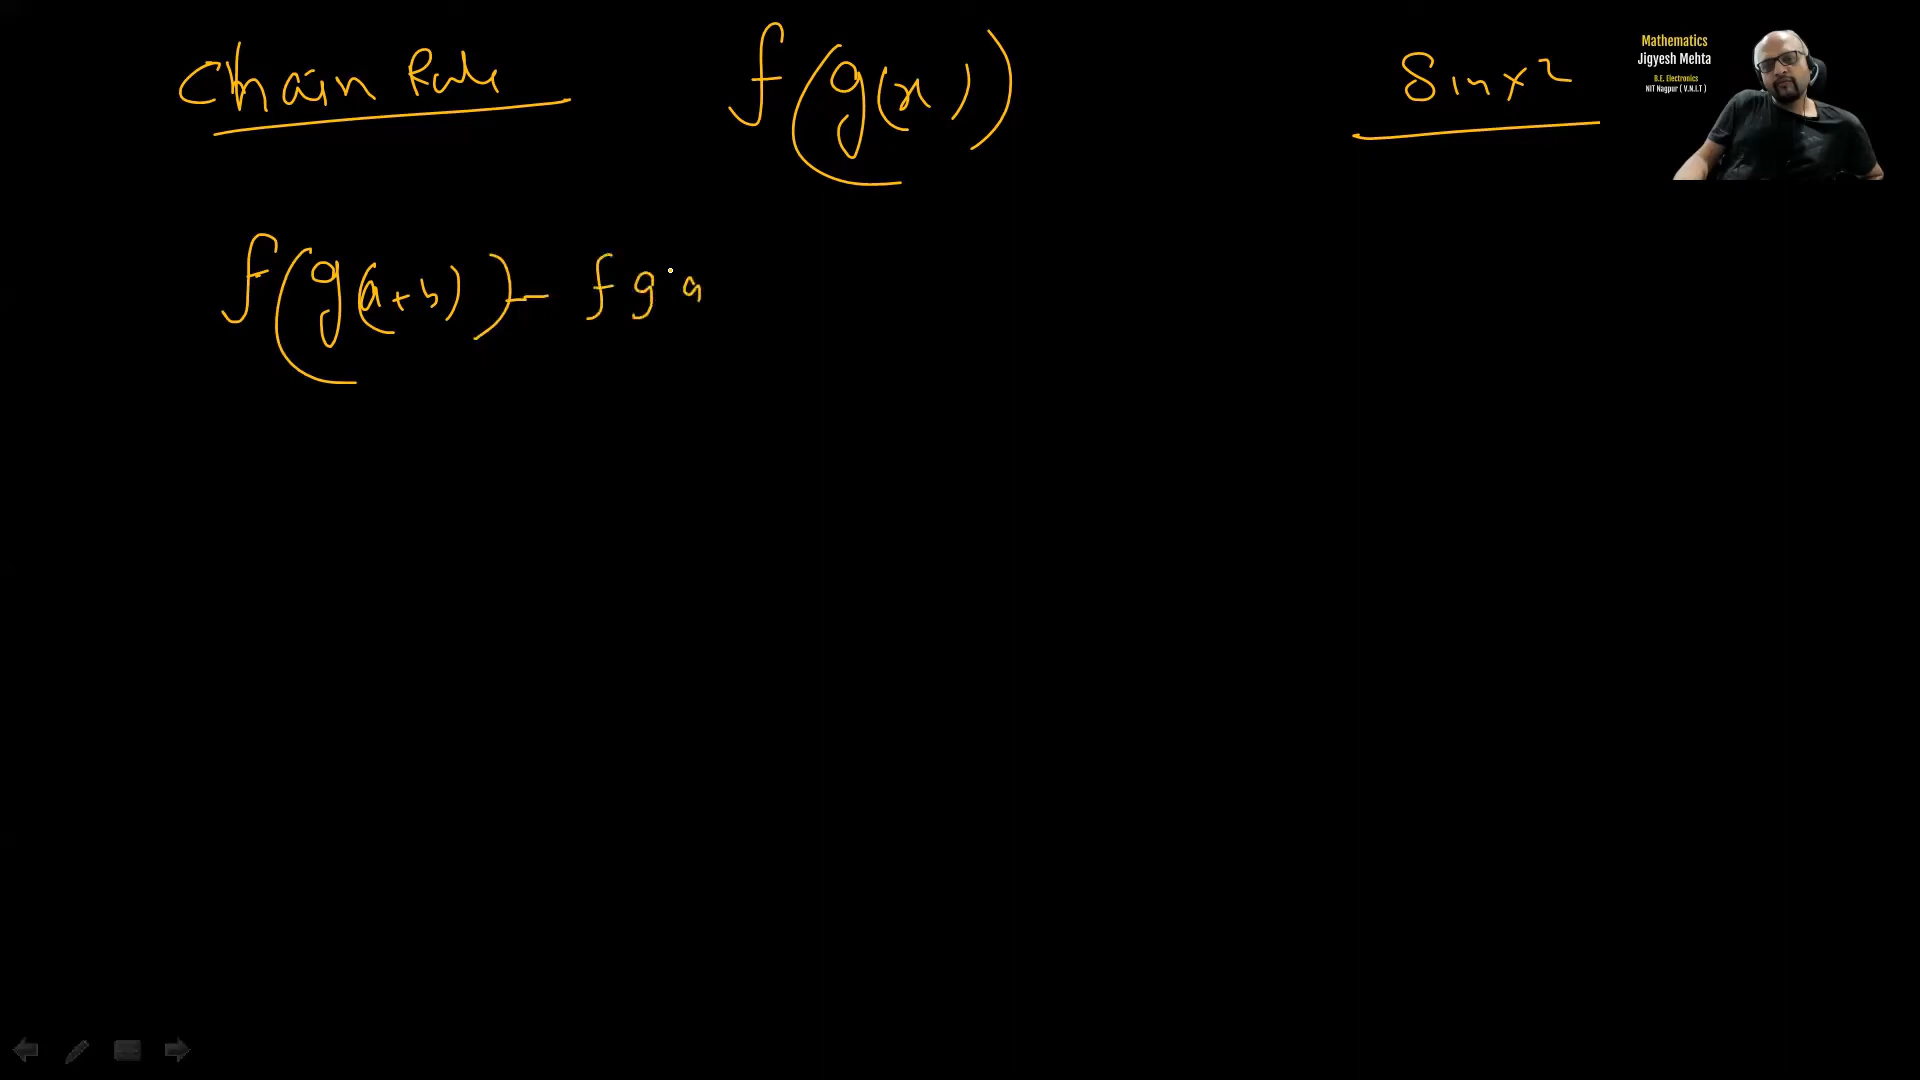 Chain Rule f(g(x)) Sin x²
Mathematics
Jigyesh Mehta
B.E. Electronics
NIT Nagpur ( V.N.I.T )
f(g(a+b)) - f g a